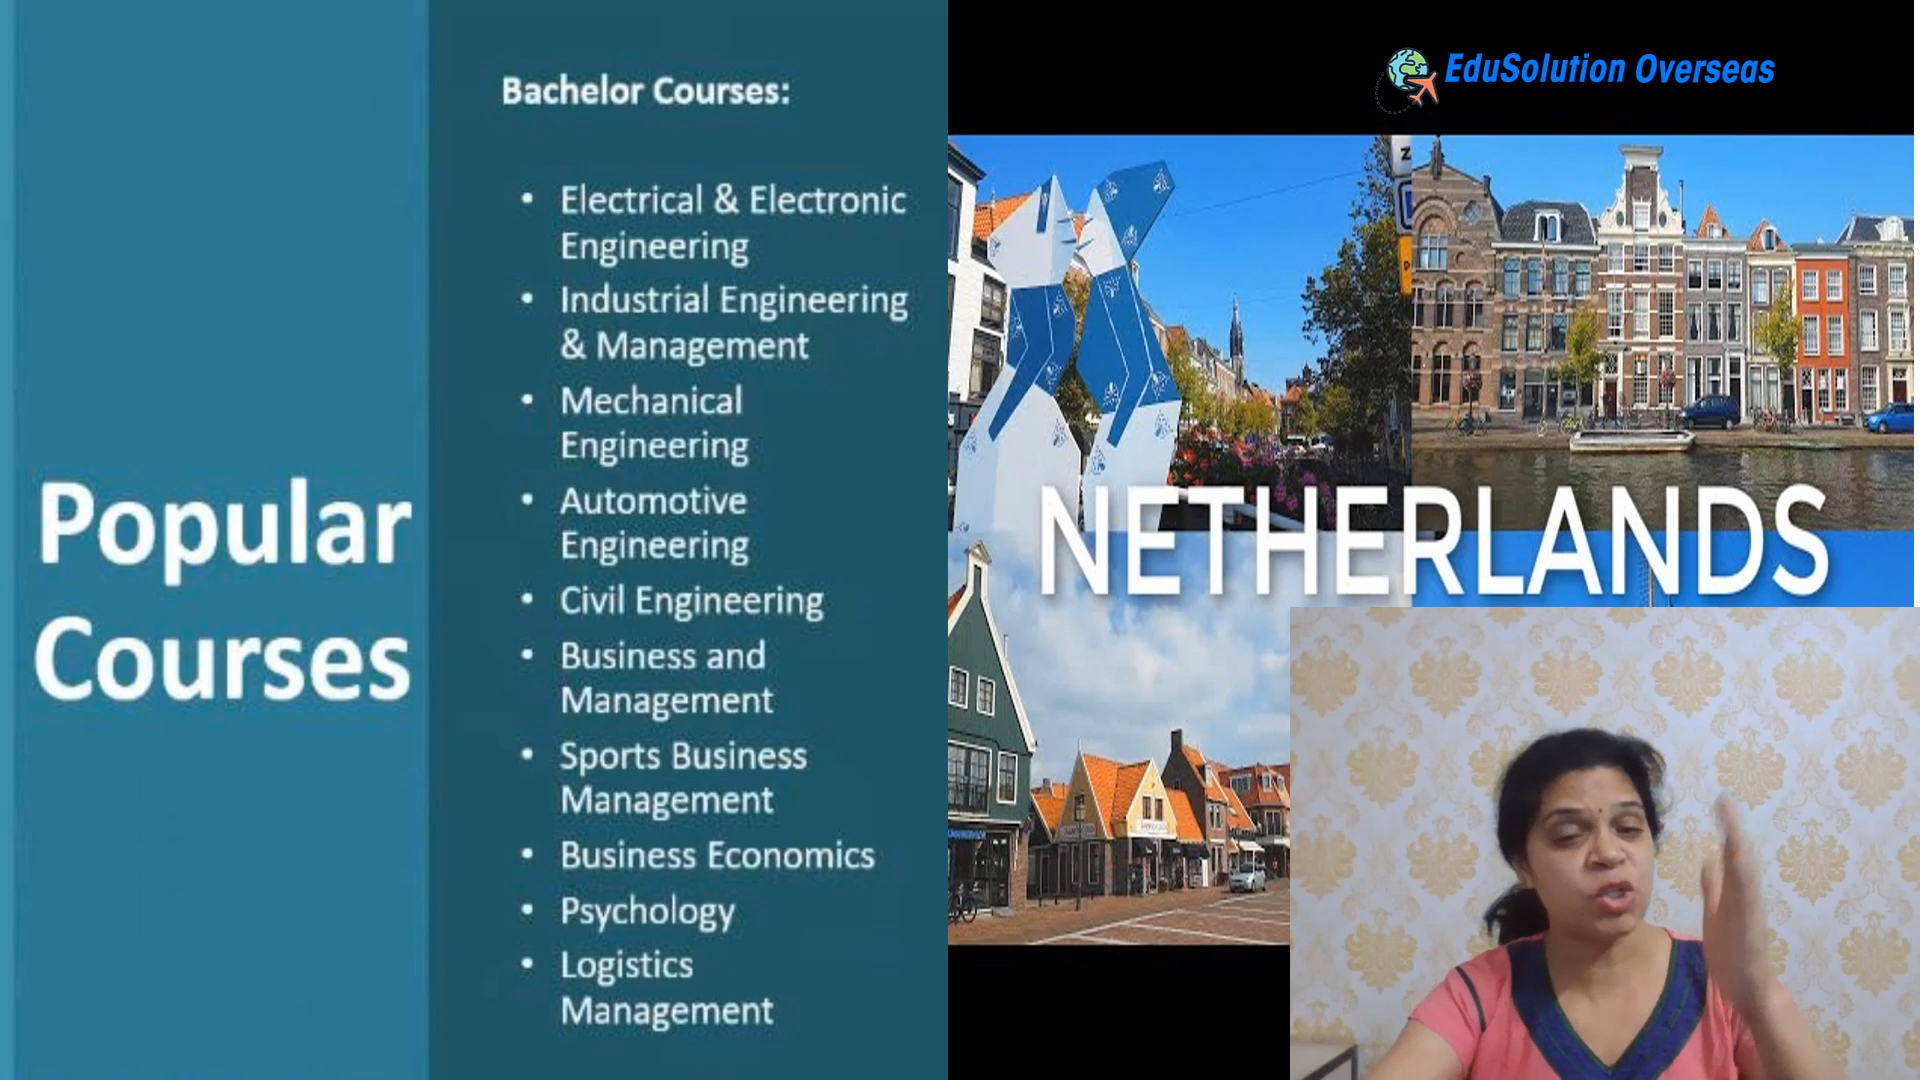 Popular
Courses
Bachelor Courses:
• Electrical & Electronic
Engineering
• Industrial Engineering
& Management
• Mechanical
Engineering
• Automotive
Engineering
• Civil Engineering
• Business and
Management
• Sports Business
Management
• Business Economics
• Psychology
• Logistics
Management
EduSolution Overseas
NETHERLANDS